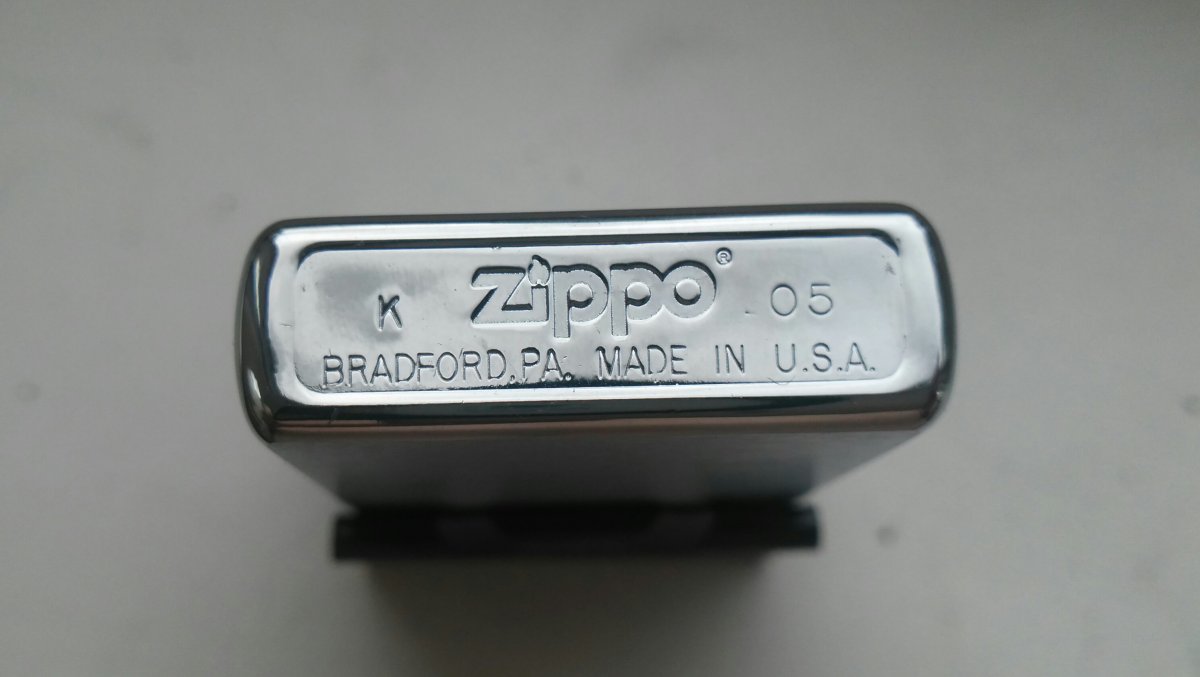 K zippo® 05
BRADFORD, PA. MADE IN U.S.A.